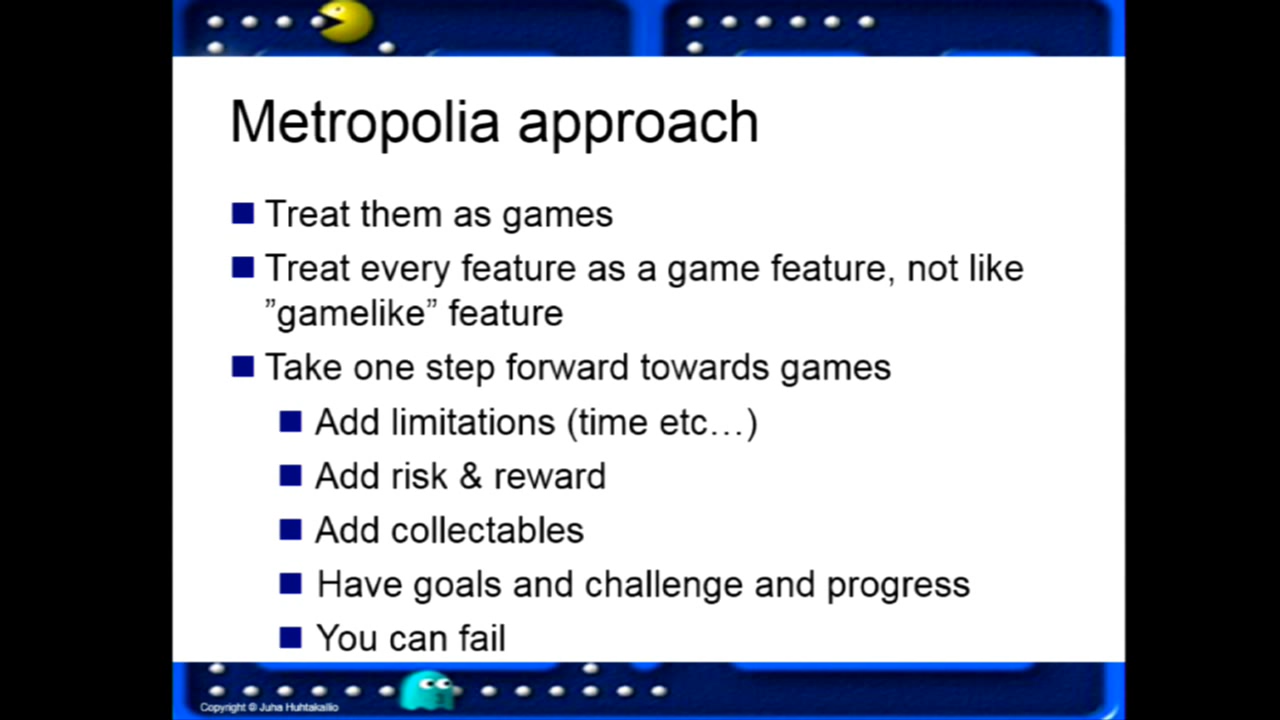 Metropolia approach
Treat them as games
Treat every feature as a game feature, not like
”gamelike” feature
Take one step forward towards games
Add limitations (time etc…)
Add risk & reward
Add collectables
Have goals and challenge and progress
You can fail
Copyright © Juha Huhtakallio